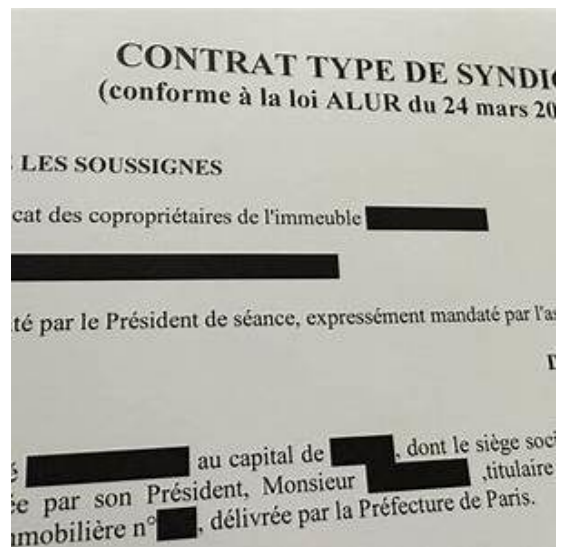 CONTRAT TYPE DE SYNDI
(conforme à la loi ALUR du 24 mars 20
LES SOUSSIGNES
cat des copropriétaires de l'immeuble
té par le Président de séance, expressément mandaté par l'as
D
au capital de , dont le siège soci
e par son Président, Monsieur ,titulaire
mobilière n° , délivrée par la Préfecture de Paris.